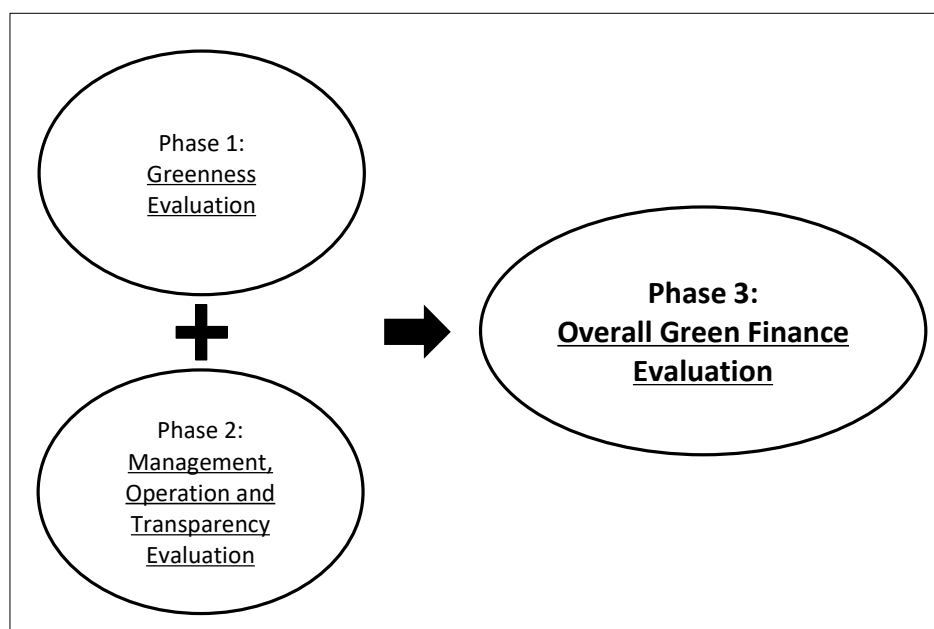 Phase 1:
Greenness
Evaluation
Phase 2:
Management,
Operation and
Transparency
Evaluation
Phase 3:
Overall Green Finance
Evaluation